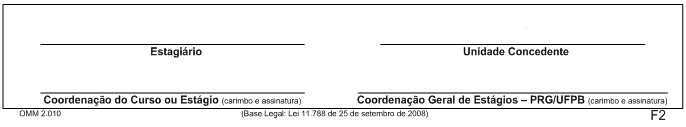 Estagiário Unidade Concedente
Coordenação do Curso ou Estágio (carimbo e assinatura) Coordenação Geral de Estágios – PRG/UFPB (carimbo e assinatura)
OMM 2.010 (Base Legal: Lei 11.788 de 25 de setembro de 2008) F2